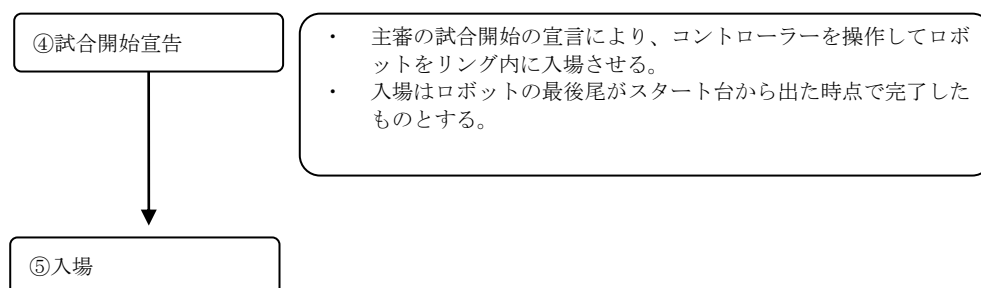 ④試合開始宣告
・ 主審の試合開始の宣言により、コントローラーを操作してロボ
ットをリング内に入場させる。
・ 入場はロボットの最後尾がスタート台から出た時点で完了した
ものとする。
⑤入場